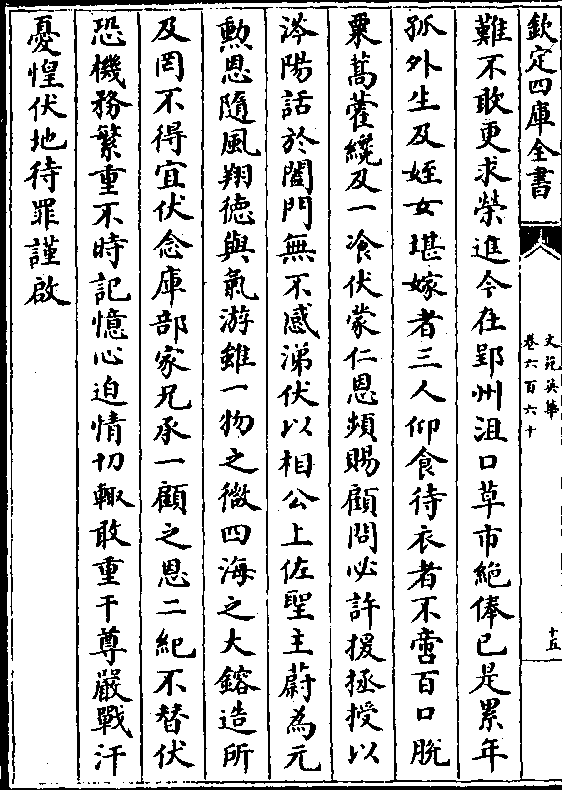 欽定四庫全書
文苑英華
卷六百六十
十五
難不敢更求榮進今在郢州沮口草市絶俸已是累年
孤外生及姪女堪嫁者三人仰食待衣者不啻百口脫
粟蒿藿纔及一飡伏蒙仁恩頻賜顧問必許援拯授以
涔陽話於闔門無不感涕伏以相公上佐聖主蔚為元
勲恩隨風翔徳與氣游雖一物之微四海之大鎔造所
及罔不得宜伏念庫部家兄承一顧之恩二紀不替伏
恐機務繁重不時記憶心迫情切輙敢重干尊嚴戰汗
憂惶伏地待罪謹啟